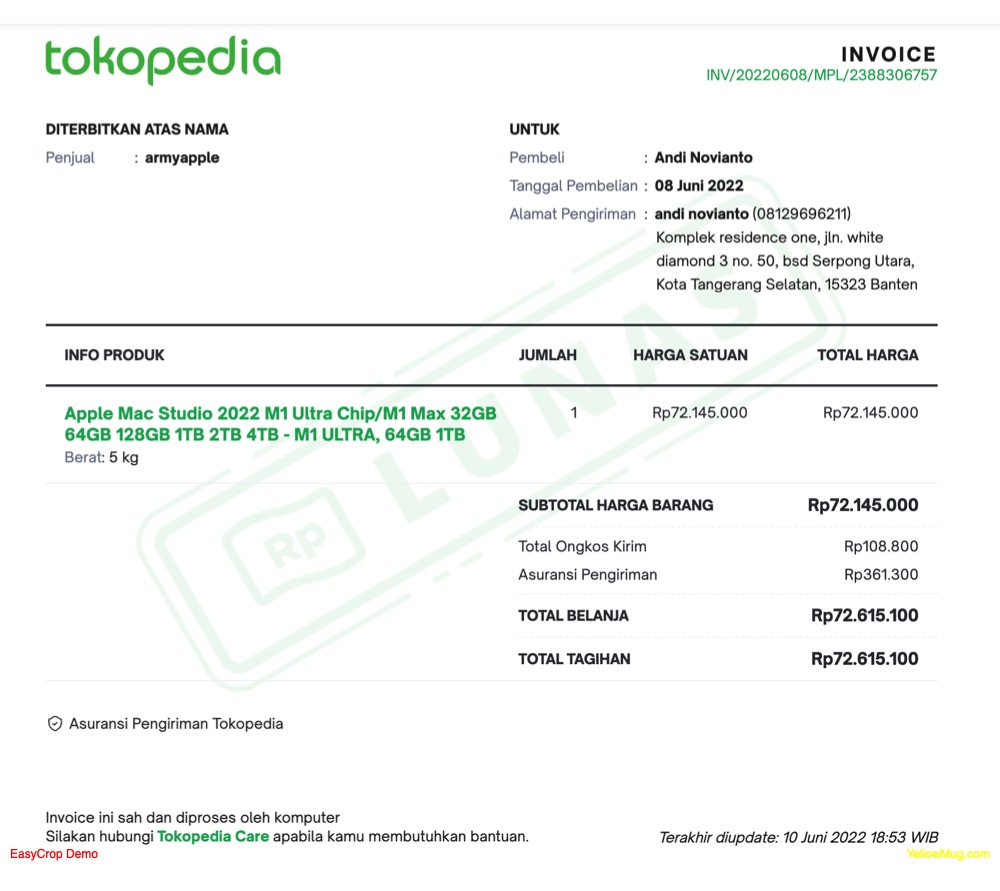 tokopedia
INVOICE
INV/20220608/MPL/2388306757
DITERBITKAN ATAS NAMA
Penjual : armyapple
UNTUK
Pembeli : Andi Novianto
Tanggal Pembelian : 08 Juni 2022
Alamat Pengiriman : andi novianto (08129696211)
Komplek residence one, jln. white
diamond 3 no. 50, bsd Serpong Utara,
Kota Tangerang Selatan, 15323 Banten
INFO PRODUK JUMLAH HARGA SATUAN TOTAL HARGA
Apple Mac Studio 2022 M1 Ultra Chip/M1 Max 32GB 1 Rp72.145.000 Rp72.145.000
64GB 128GB 1TB 2TB 4TB - M1 ULTRA, 64GB 1TB
Berat: 5 kg
RP LUNAS
SUBTOTAL HARGA BARANG Rp72.145.000
Total Ongkos Kirim Rp108.800
Asuransi Pengiriman Rp361.300
TOTAL BELANJA Rp72.615.100
TOTAL TAGIHAN Rp72.615.100
Asuransi Pengiriman Tokopedia
Invoice ini sah dan diproses oleh komputer
Silakan hubungi Tokopedia Care apabila kamu membutuhkan bantuan.
Terakhir diupdate: 10 Juni 2022 18:53 WIB
EasyCrop Demo
YellowMug.com